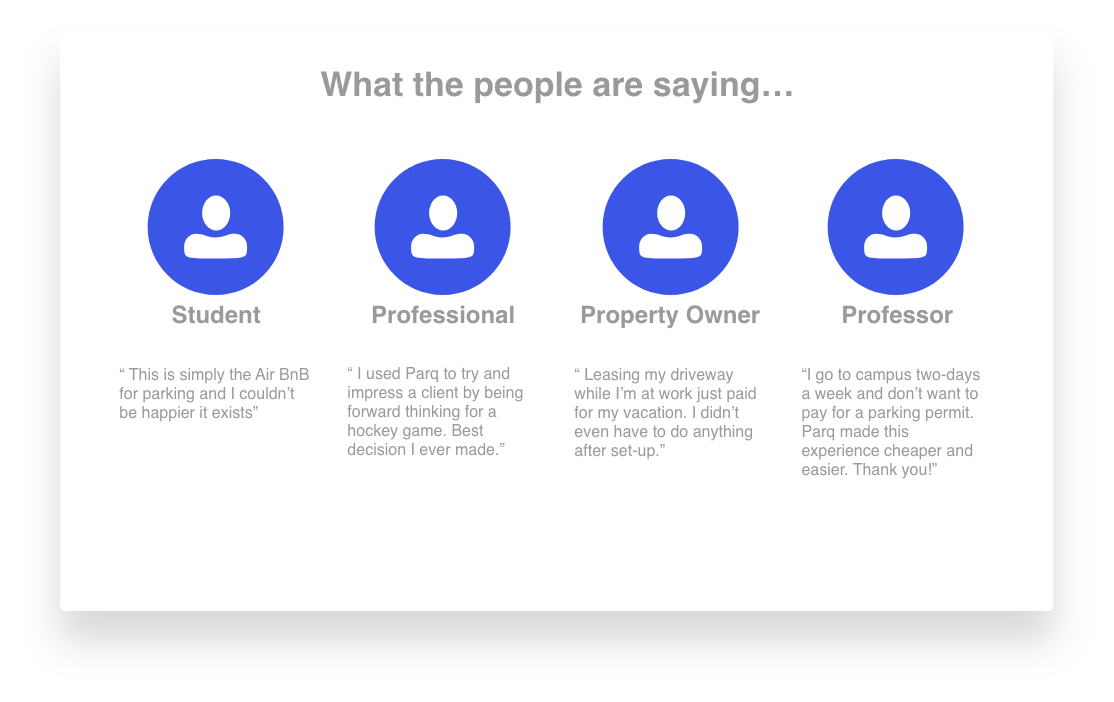 What the people are saying…
Student
Professional
Property Owner
Professor
“ This is simply the Air BnB
for parking and I couldn’t
be happier it exists”
“ I used Parq to try and
impress a client by being
forward thinking for a
hockey game. Best
decision I ever made.”
“ Leasing my driveway
while I’m at work just paid
for my vacation. I didn’t
even have to do anything
after set-up.”
“I go to campus two-days
a week and don’t want to
pay for a parking permit.
Parq made this
experience cheaper and
easier. Thank you!”